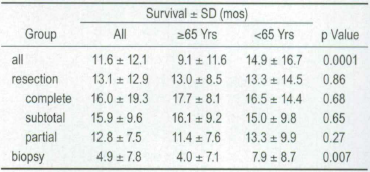 Survival ± SD (mos)
Group All ≥65 Yrs <65 Yrs p Value
all 11.6 ± 12.1 9.1 ± 11.6 14.9 ± 16.7 0.0001
resection 13.1 ± 12.9 13.0 ± 8.5 13.3 ± 14.5 0.86
complete 16.0 ± 19.3 17.7 ± 8.1 16.5 ± 14.4 0.68
subtotal 15.9 ± 9.6 16.1 ± 9.2 15.0 ± 9.8 0.65
partial 12.8 ± 7.5 11.4 ± 7.6 13.3 ± 9.9 0.27
biopsy 4.9 ± 7.8 4.0 ± 7.1 7.9 ± 8.7 0.007